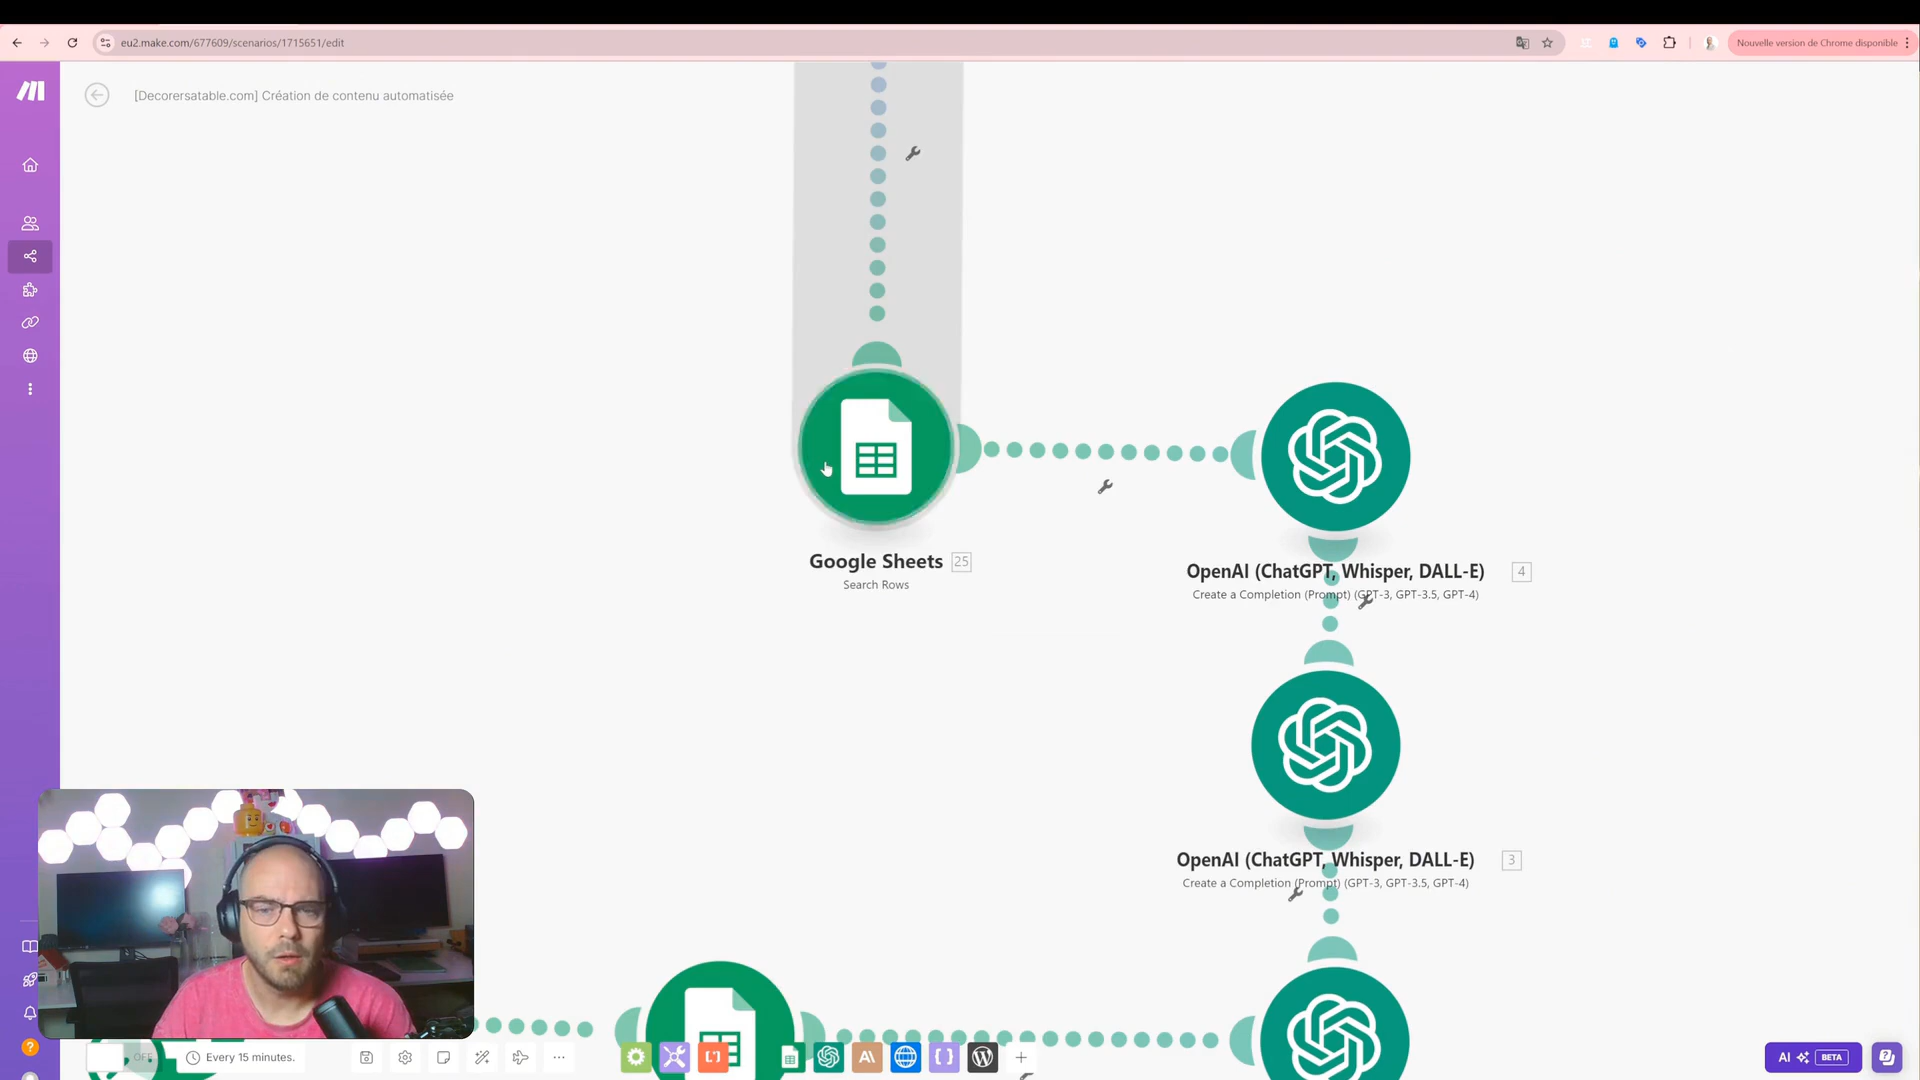 eu2.make.com/677609/scenarios/1715651/edit
Nouvelle version de Chrome disponible
[Decorersatable.com] Création de contenu automatisée
Google Sheets 25
Search Rows
OpenAI (ChatGPT, Whisper, DALL-E) 4
Create a Completion (Prompt) (GPT-3, GPT-3.5, GPT-4)
OpenAI (ChatGPT, Whisper, DALL-E) 3
Create a Completion (Prompt) (GPT-3, GPT-3.5, GPT-4)
OFF
Every 15 minutes.
AI BETA